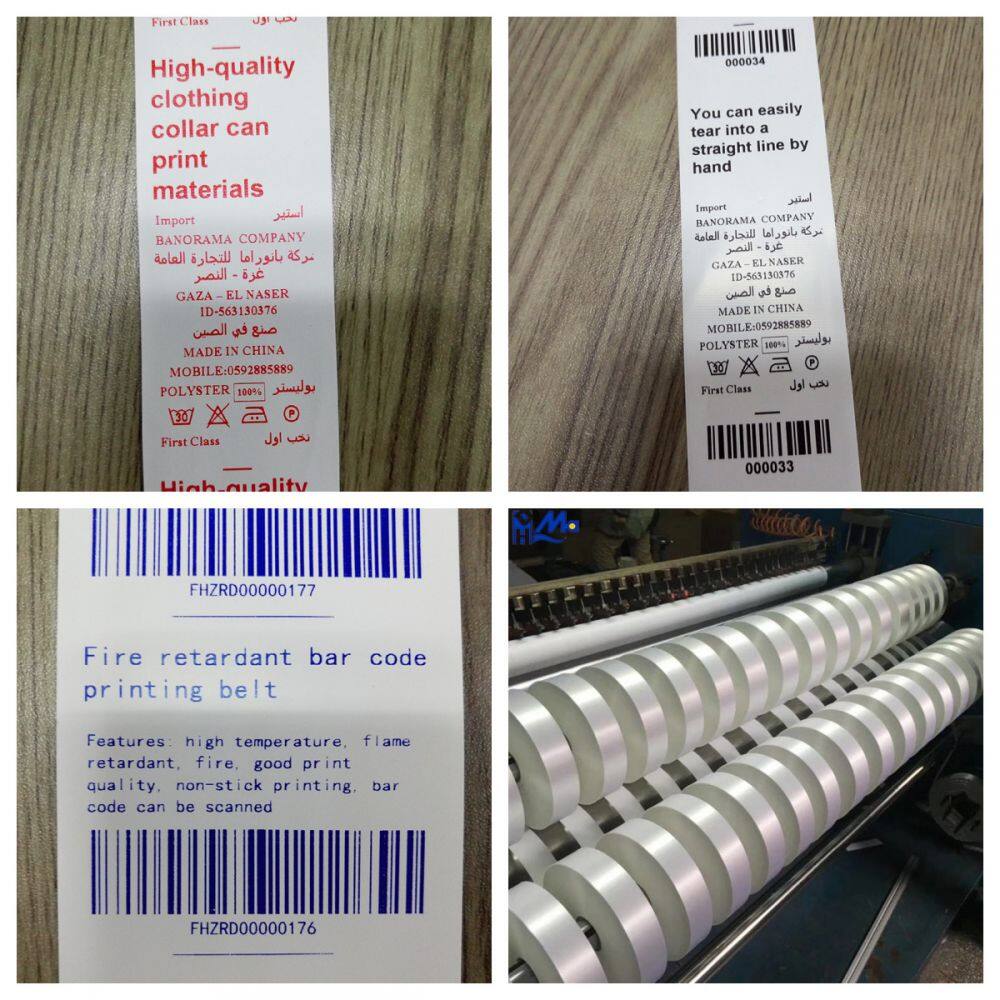 First Class نخب اول
High-quality
clothing
collar can
print
materials
Import استير
BANORAMA COMPANY
شركة بانوراما للتجارة العامة
غزة - النصر
GAZA – EL NASER
ID-563130376
صنع في الصين
MADE IN CHINA
MOBILE:0592885889
POLYSTER 100% بوليستر
30 P
First Class نخب اول
High-quality
000034
You can easily
tear into a
straight line by
hand
Import استير
BANORAMA COMPANY
شركة بانوراما للتجارة العامة
غزة - النصر
GAZA – EL NASER
ID-563130376
صنع في الصين
MADE IN CHINA
MOBILE:0592885889
POLYSTER 100% بوليستر
30 P
First Class نخب اول
000033
FHZRD00000177
Fire retardant bar code
printing belt
Features: high temperature, flame
retardant, fire, good print
quality, non-stick printing, bar
code can be scanned
FHZRD00000176